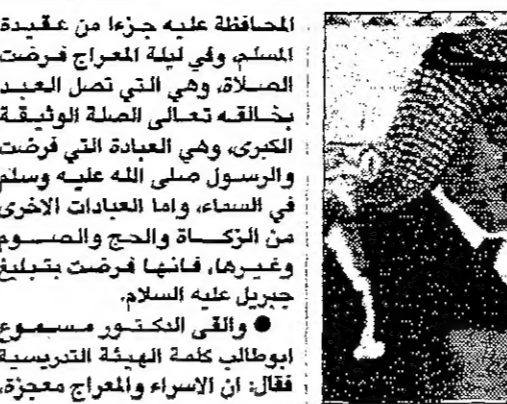 المحافظة عليه جزءا من عقيدة
المسلم، وفي ليلة المعراج فرضت
الصلاة، وهي التي تصل العبد
بخالقه تعالى الصلة الوثيقة
الكبرى، وهي العبادة التي فرضت
والرسول صلى الله عليه وسلم
في السماء، واما العبادات الاخرى
من الزكاة والحج والصوم
وغيرها، فانها فرضت بتبليغ
جبريل عليه السلام.
● والقى الدكتور مسموع
ابوطالب كلمة الهيئة التدريسية
فقال: ان الاسراء والمعراج معجزة،